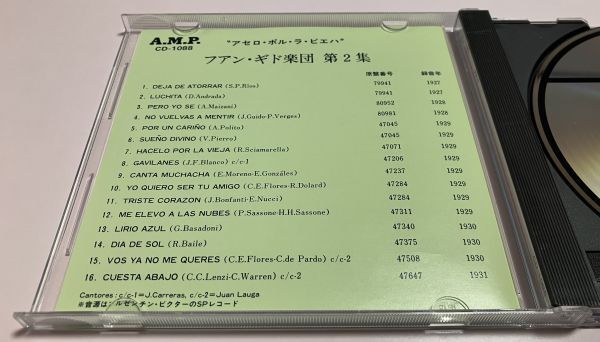 A.M.P.
CD-1088
"アセロ・ポル・ラ・ビエハ"
フアン・ギド楽団 第2集
原盤番号 録音年
1. DEJA DE ATORRAR (S.P.Ríos) 79941 1927
2. LUCHITA (D.Andrada) 79941 1927
3. PERO YO SE (A.Maizani) 80952 1928
4. NO VUELVAS A MENTIR (J.Guido-P.Verges) 80981 1928
5. POR UN CARIÑO (A.Polito) 47045 1929
6. SUEÑO DIVINO (V.Pierro) 47045 1929
7. HACELO POR LA VIEJA (R.Sciamarella) 47071 1929
8. GAVILANES (J.F.Blanco) c/c-1 47206 1929
9. CANTA MUCHACHA (E.Moreno-E.Gonzáles) 47237 1929
10. YO QUIERO SER TU AMIGO (C.E.Flores-R.Dolard) 47284 1929
11. TRISTE CORAZON (J.Bonfanti-E.Nucci) 47284 1929
12. ME ELEVO A LAS NUBES (P.Sassone-H.H.Sassone) 47311 1929
13. LIRIO AZUL (G.Basadoni) 47340 1930
14. DIA DE SOL (R.Baile) 47375 1930
15. VOS YA NO ME QUERES (C.E.Flores-C.de Pardo) c/c-2 47508 1930
16. CUESTA ABAJO (C.C.Lenzi-C.Warren) c/c-2 47647 1931
Cantores: c/c-1=J.Carreras, c/c-2=Juan Lauga
※音源はアルゼンチン・ビクターのSPレコード